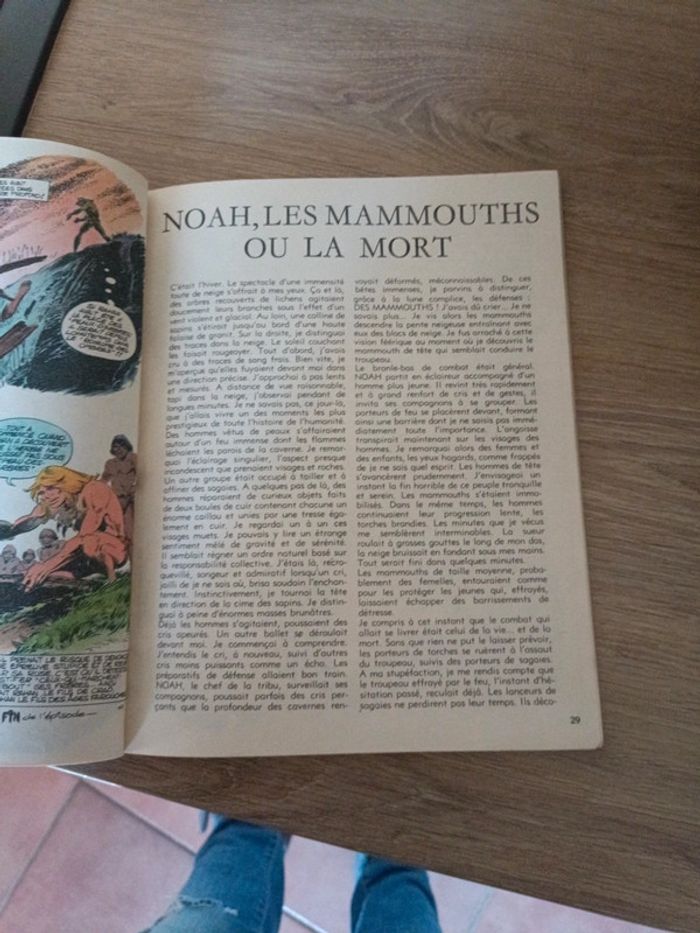 NOAH, LES MAMMOUTHS
OU LA MORT
C'était l'hiver. Le spectacle d'une immensité
toute de neige s'offrait à mes yeux. Ça et là,
des arbres recouverts de lichens agitaient
doucement leurs branches sous l'effet d'un
vent violent et glacial. Au loin, une colline de
sapins s'étirait jusqu'au bord d'une haute
falaise de granit. Sur la droite, je distinguai
des traces dans la neige. Le soleil couchant
les faisait rougeoyer. Tout d'abord, j'avais
cru à des traces de sang frais. Bien vite, je
m'aperçus qu'elles fuyaient devant moi dans
une direction précise. J'approchai à pas lents
et mesurés. A distance de vue raisonnable,
tapi dans la neige, j'observai pendant de
longues minutes. Je ne savais pas, ce jour-là,
que j'allais vivre un des moments les plus
prestigieux de toute l'histoire de l'humanité.
Des hommes vêtus de peaux s'affairaient
autour d'un feu immense dont les flammes
léchaient les parois de la caverne. Je remar-
quai l'éclairage singulier, l'aspect presque
incandescent que prenaient visages et roches.
Un autre groupe était occupé à tailler et à
affiner des sagaies. A quelques pas de là, des
hommes réparaient de curieux objets faits
de deux boules de cuir contenant chacune un
énorme caillou et unies par une tresse éga-
lement en cuir. Je regardai un à un ces
visages muets. Je pouvais y lire un étrange
sentiment mêlé de gravité et de sérénité.
Il semblait régner un ordre naturel basé sur
la responsabilité collective. J'étais là, récro-
quevillé, songeur et admiratif lorsqu'un cri,
jailli de je ne sais où, brisa soudain l'enchan-
tement. Instinctivement, je tournai la tête
en direction de la cime des sapins. Je distin-
guai à peine d'énormes masses brunâtres.
Déjà les hommes s'agitaient, poussaient des
cris apeurés. Un autre ballet se déroulait
devant moi. Je commençai à comprendre.
J'entendis le cri, à nouveau, suivi d'autres
cris moins puissants comme un écho. Les
préparatifs de défense allaient bon train.
NOAH, le chef de la tribu, surveillait ses
compagnons, poussait parfois des cris per-
çants que la profondeur des cavernes ren-
voyait déformés, méconnaissables. De ces
bêtes immenses, je parvins à distinguer,
grâce à la lune complice, les défenses :
DES MAMMOUTHS ! J'avais dû crier... Je ne
savais plus... Je vis alors les mammouths
descendre la pente neigeuse entraînant avec
eux des blocs de neige. Je fus arraché à cette
vision féérique au moment où je découvris le
mammouth de tête qui semblait conduire le
troupeau.
Le branle-bas de combat était général.
NOAH partit en éclaireur accompagné d'un
homme plus jeune. Il revint très rapidement
et à grand renfort de cris et de gestes, il
invita ses compagnons à se grouper. Les
porteurs de feu se placèrent devant, formant
ainsi une barrière dont je ne saisis pas immé-
diatement toute l'importance. L'angoisse
transpirait maintenant sur les visages des
hommes. Je remarquai alors des femmes et
des enfants, les yeux hagards, comme frappés
de je ne sais quel esprit. Les hommes de tête
s'avancèrent prudemment. J'envisageai un
instant la fin horrible de ce peuple tranquille
et serein. Les mammouths s'étaient immo-
bilisés. Dans le même temps, les hommes
continuaient leur progression lente, les
torches brandies. Les minutes que je vécus
me semblèrent interminables. La sueur
roulait à grosses gouttes le long de mon dos,
la neige bruissait en fondant sous mes mains.
Tout serait fini dans quelques minutes.
Les mammouths de taille moyenne, proba-
blement des femelles, entouraient comme
pour les protéger les jeunes qui, effrayés,
laissaient échapper des barrissements de
détresse.
Je compris à cet instant que le combat qui
allait se livrer était celui de la vie... et de la
mort. Sans que rien ne put le laisser prévoir,
les porteurs de torches se ruèrent à l'assaut
du troupeau, suivis des porteurs de sagaies.
A ma stupéfaction, je me rendis compte que
le troupeau effrayé par le feu, l'instant d'hé-
sitation passé, reculait déjà. Les lanceurs de
sagaies ne perdirent pas leur temps. Ils déco-
29
FIN de l'épisode